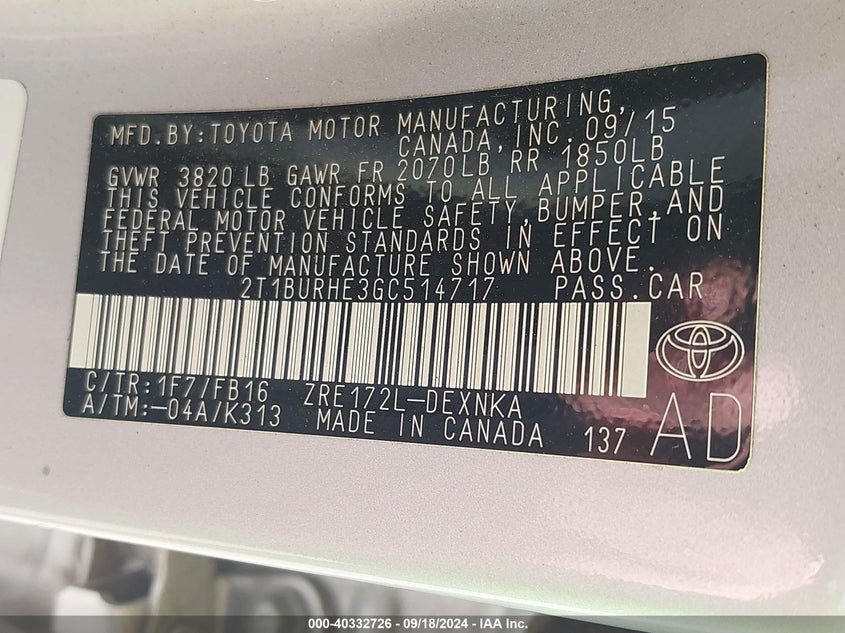 MFD.BY:TOYOTA MOTOR MANUFACTURING,
CANADA, INC. 09/15
GVWR 3820 LB GAWR FR 2070LB RR 1850LB
THIS VEHICLE CONFORMS TO ALL APPLICABLE
FEDERAL MOTOR VEHICLE SAFETY,BUMPER,AND
THEFT PREVENTION STANDARDS IN EFFECT ON
THE DATE OF MANUFACTURE SHOWN ABOVE.
2T1BURHE3GC514717 PASS.CAR
C/TR:1F7/FB16 ZRE172L-DEXNKA
A/TM:-04A/K313 MADE IN CANADA 137 AD
000-40332726 - 09/18/2024 - IAA Inc.